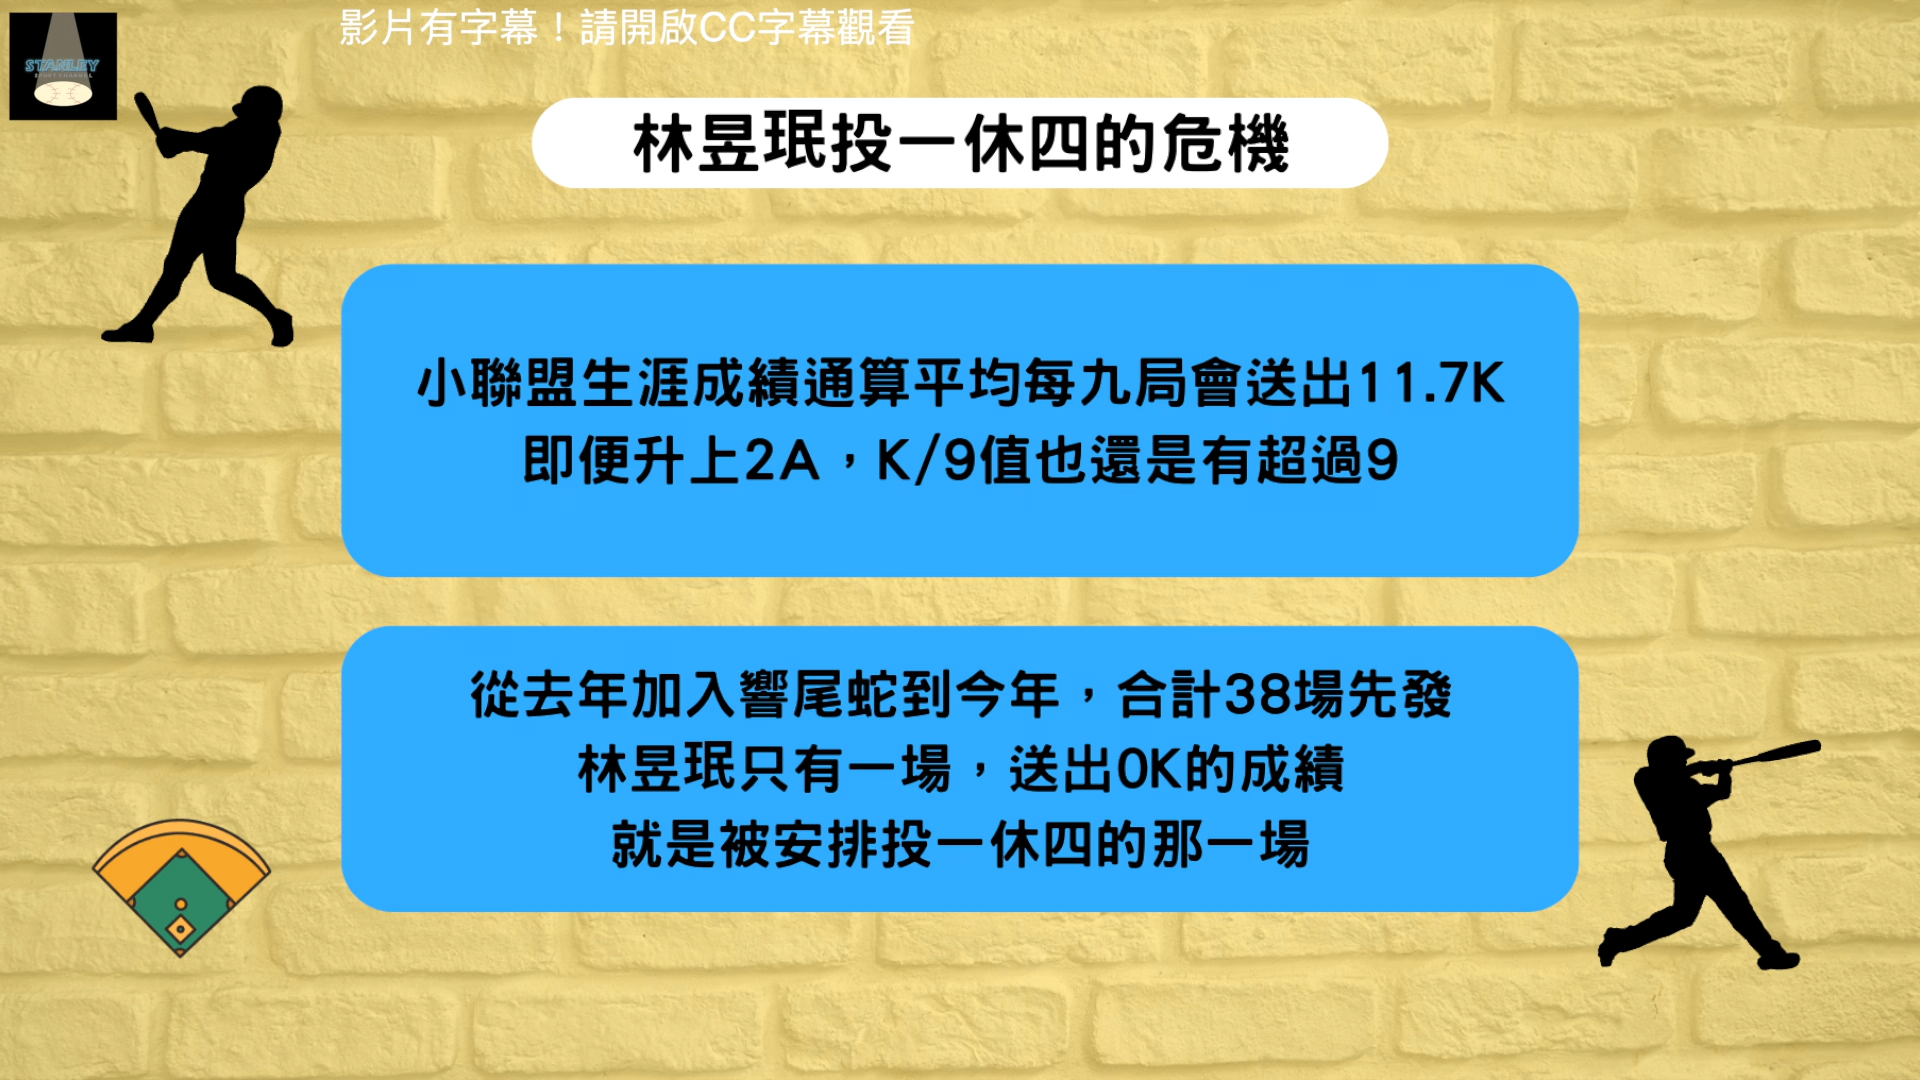 影片有字幕！請開啟CC字幕觀看
STANLEY
SPORT CHANNEL
林昱珉投一休四的危機
小聯盟生涯成績通算平均每九局會送出11.7K
即便升上2A，K/9值也還是有超過9
從去年加入響尾蛇到今年，合計38場先發
林昱珉只有一場，送出0K的成績
就是被安排投一休四的那一場